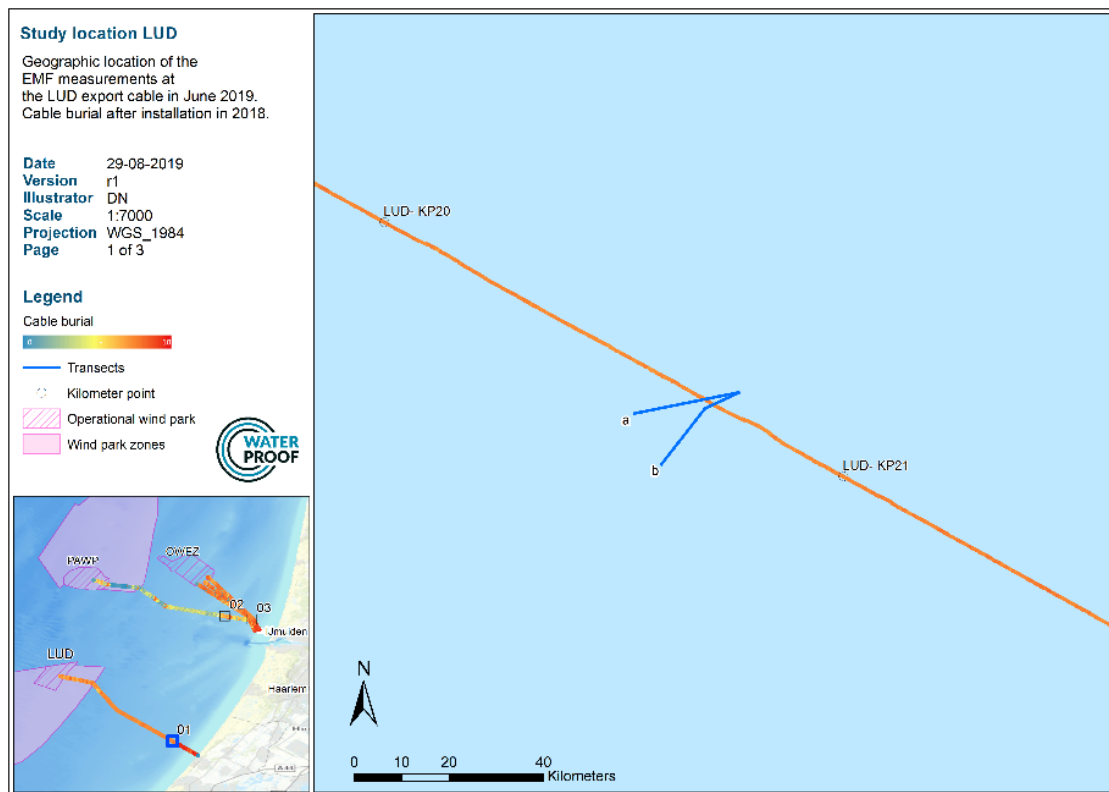 Study location LUD
Geographic location of the
EMF measurements at
the LUD export cable in June 2019.
Cable burial after installation in 2018.
Date 29-08-2019
Version r1
Illustrator DN
Scale 1:7000
Projection WGS_1984
Page 1 of 3
Legend
Cable burial
0 10
Transects
Kilometer point
Operational wind park
Wind park zones
WATER
PROOF
LUD- KP20
a
b
LUD- KP21
PAWP
OWEZ
02
03
IJmuiden
LUD
Haarlem
01
N
0 10 20 40
Kilometers